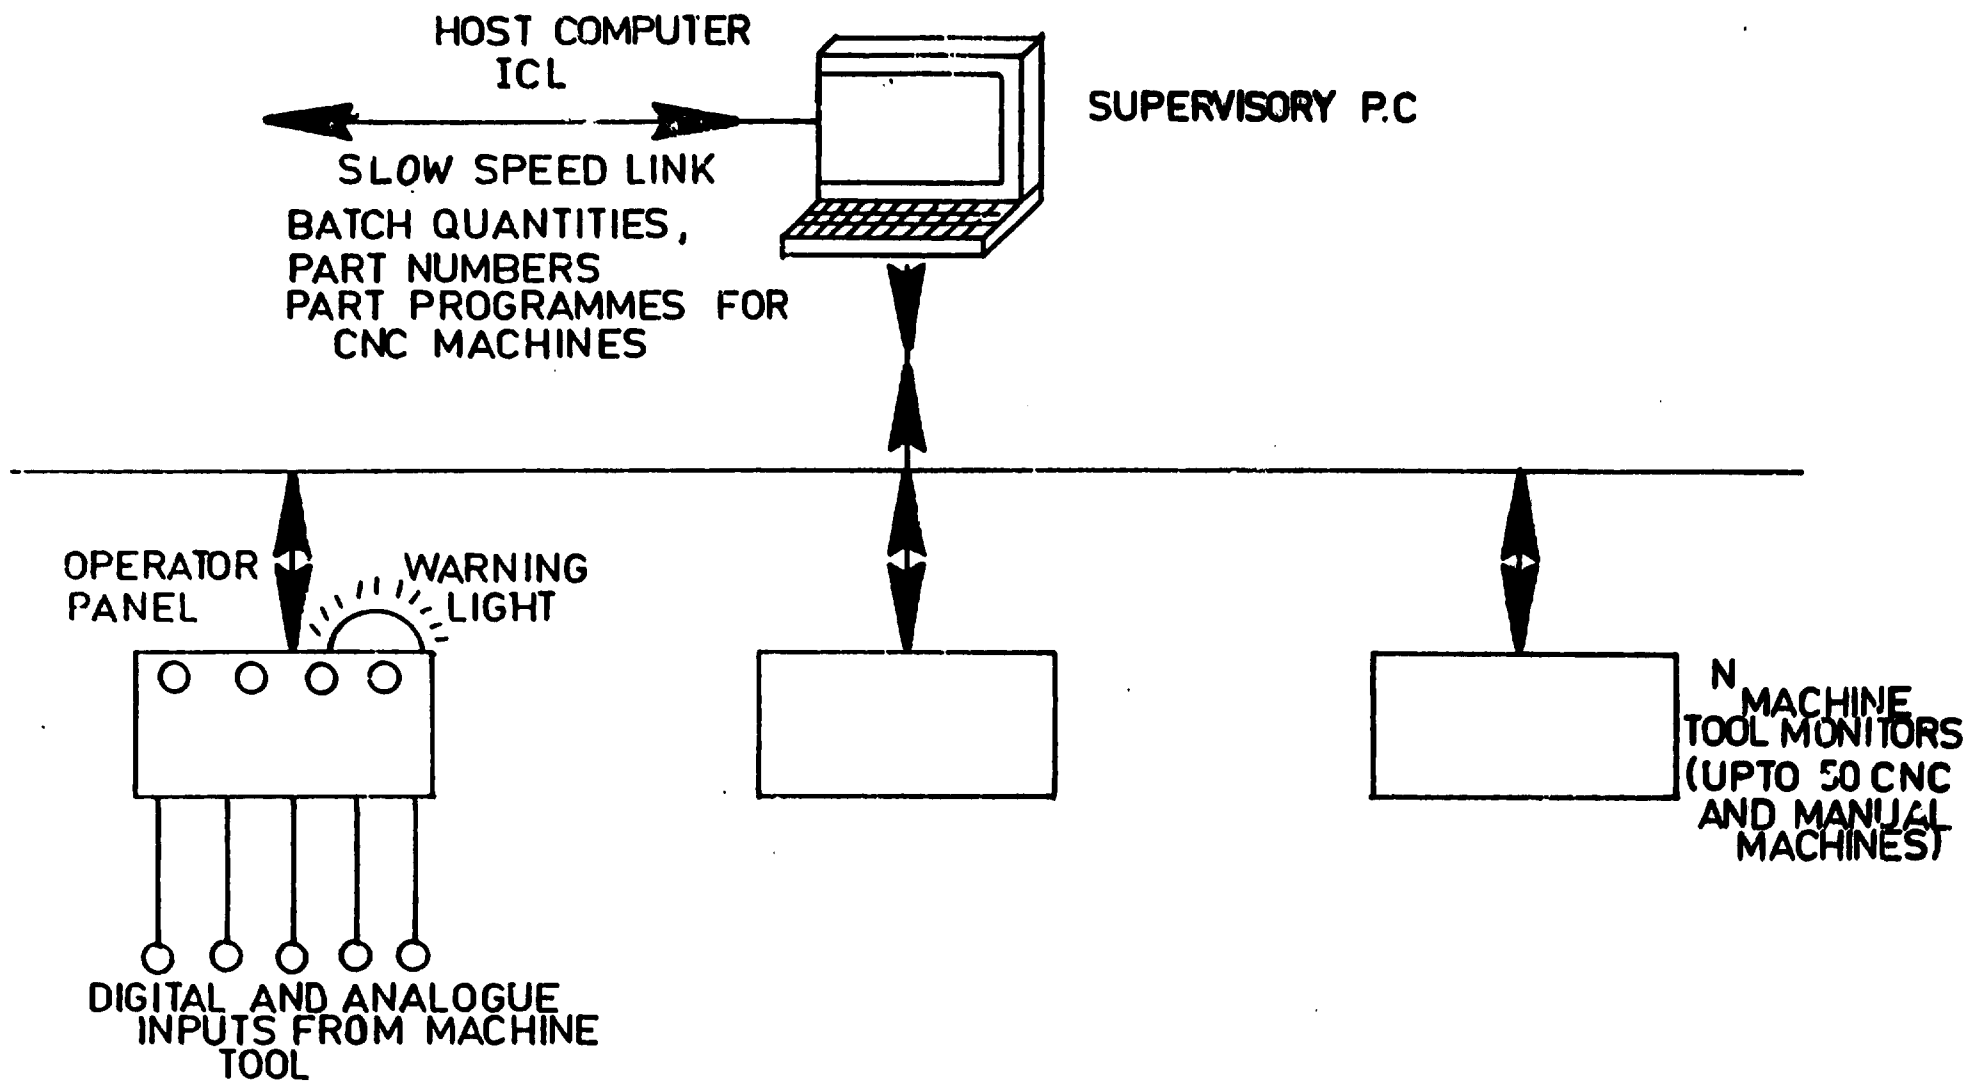 HOST COMPUTER
ICL
SUPERVISORY P.C
SLOW SPEED LINK
BATCH QUANTITIES,
PART NUMBERS
PART PROGRAMMES FOR
CNC MACHINES
OPERATOR
PANEL
WARNING
LIGHT
N
MACHINE
TOOL MONITORS
(UPTO 50 CNC
AND MANUAL
MACHINES)
DIGITAL AND ANALOGUE
INPUTS FROM MACHINE
TOOL